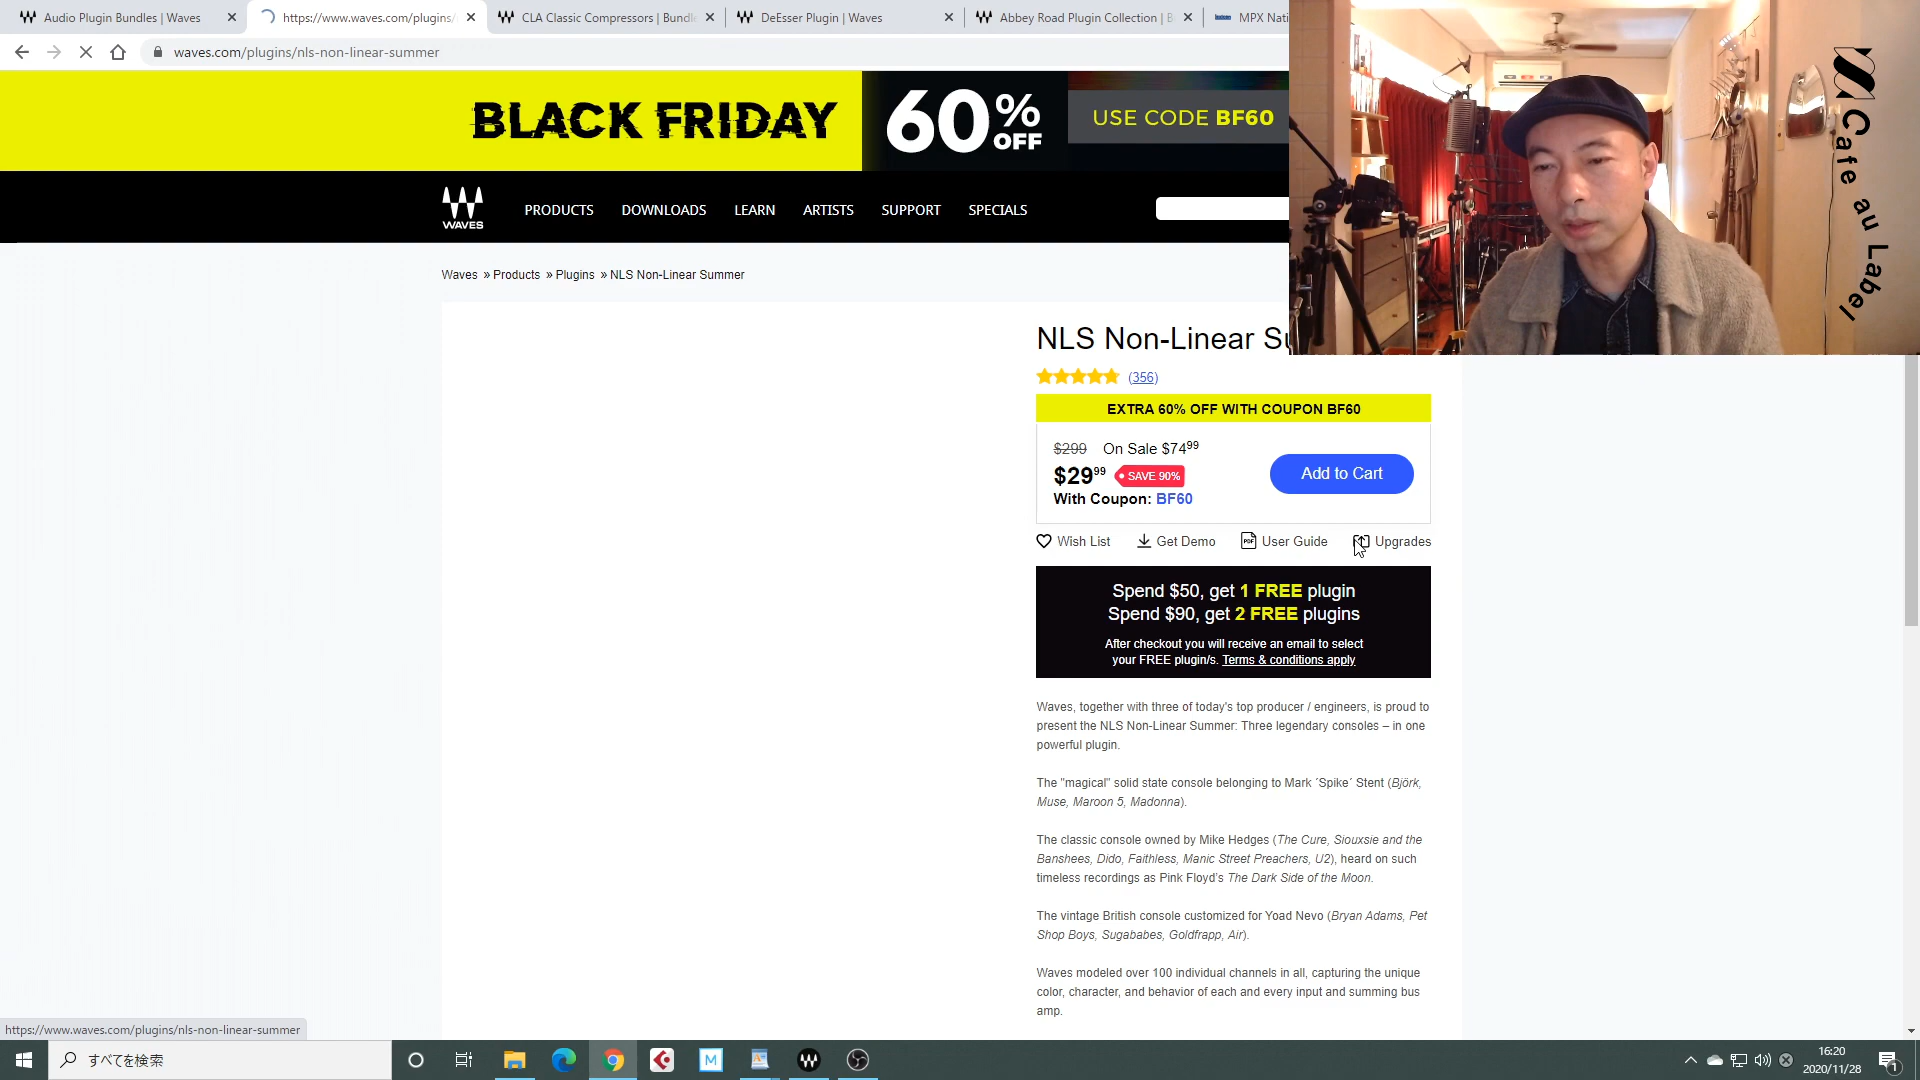 Audio Plugin Bundles | Waves
https://www.waves.com/plugins/
CLA Classic Compressors | Bundle
DeEsser Plugin | Waves
Abbey Road Plugin Collection | B
MPX Nati
waves.com/plugins/nls-non-linear-summer
BLACK FRIDAY
60% OFF
USE CODE BF60
WAVES
PRODUCTS DOWNLOADS LEARN ARTISTS SUPPORT SPECIALS
Waves » Products » Plugins » NLS Non-Linear Summer
Cafe au Label
NLS Non-Linear Su
(356)
EXTRA 60% OFF WITH COUPON BF60
$299 On Sale $74.99
$29.99 SAVE 90%
With Coupon: BF60
Add to Cart
Wish List Get Demo User Guide Upgrades
Spend $50, get 1 FREE plugin
Spend $90, get 2 FREE plugins
After checkout you will receive an email to select
your FREE plugin/s. Terms & conditions apply
Waves, together with three of today's top producer / engineers, is proud to
present the NLS Non-Linear Summer: Three legendary consoles – in one
powerful plugin.
The "magical" solid state console belonging to Mark ´Spike´ Stent (Björk,
Muse, Maroon 5, Madonna).
The classic console owned by Mike Hedges (The Cure, Siouxsie and the
Banshees, Dido, Faithless, Manic Street Preachers, U2), heard on such
timeless recordings as Pink Floyd's The Dark Side of the Moon.
The vintage British console customized for Yoad Nevo (Bryan Adams, Pet
Shop Boys, Sugababes, Goldfrapp, Air).
Waves modeled over 100 individual channels in all, capturing the unique
color, character, and behavior of each and every input and summing bus
amp.
https://www.waves.com/plugins/nls-non-linear-summer
すべてを検索
16:20
2020/11/28